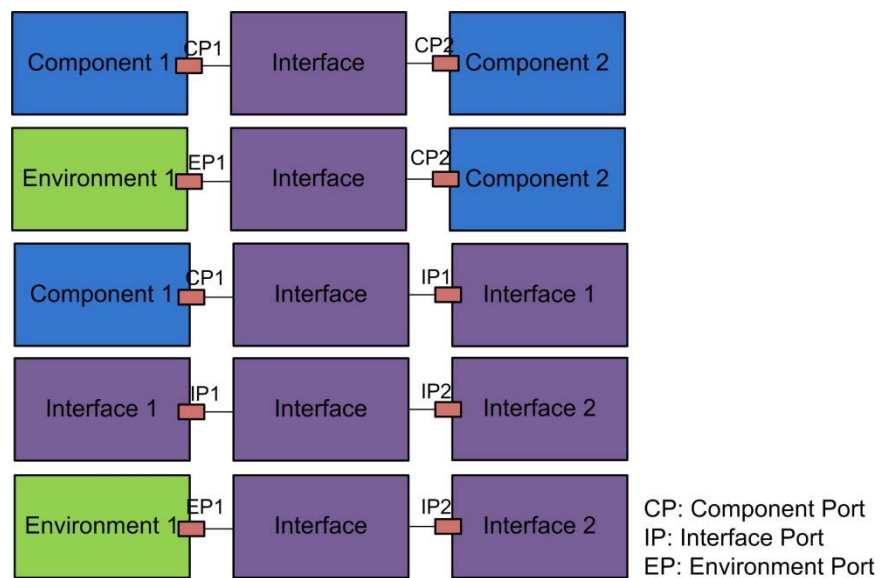 CP1 CP2
Component 1 Interface Component 2
EP1 CP2
Environment 1 Interface Component 2
CP1 IP1
Component 1 Interface Interface 1
IP1 IP2
Interface 1 Interface Interface 2
EP1 IP2
Environment 1 Interface Interface 2
CP: Component Port
IP: Interface Port
EP: Environment Port